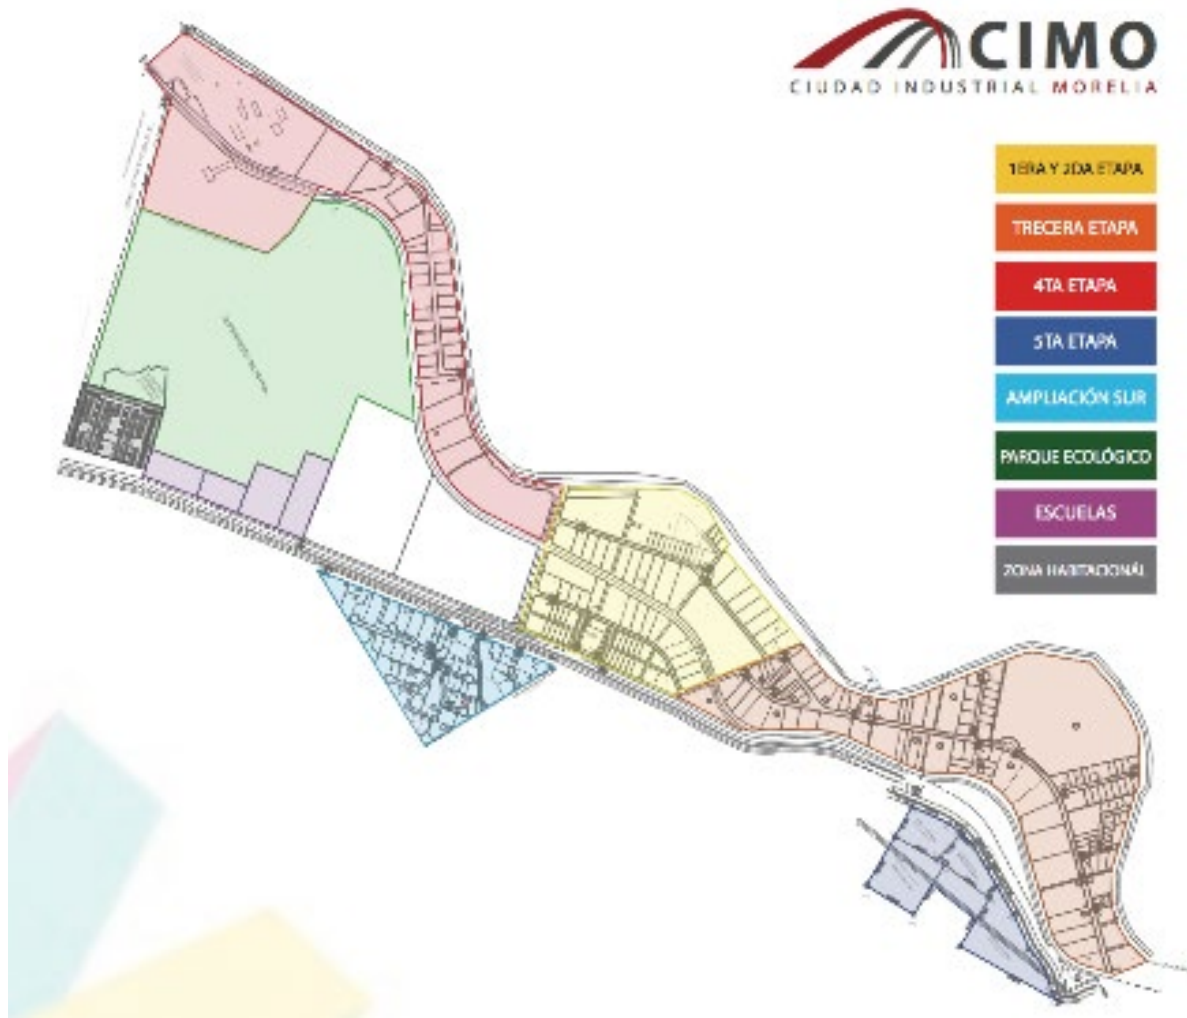 CIMO
CIUDAD INDUSTRIAL MORELIA
1ERA Y 2DA ETAPA
TRECERA ETAPA
4TA ETAPA
5TA ETAPA
AMPLIACIÓN SUR
PARQUE ECOLÓGICO
ESCUELAS
ZONA HABITACIONÁL